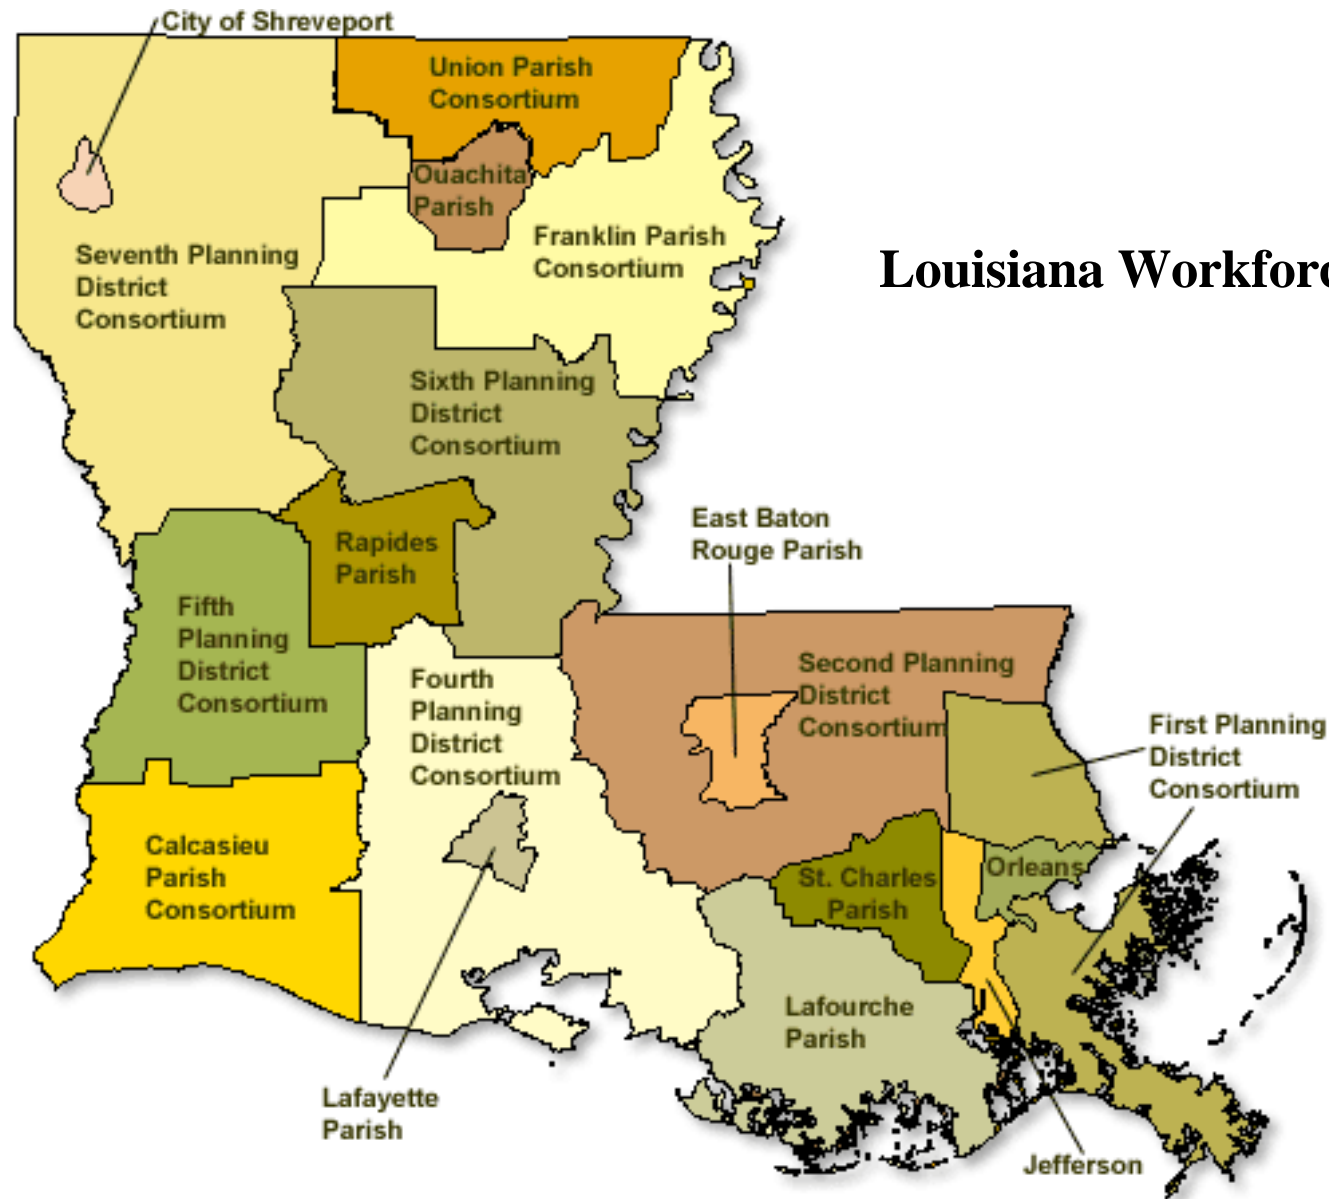 City of Shreveport
Union Parish
Consortium
Ouachita
Parish
Franklin Parish
Consortium
Seventh Planning
District
Consortium
Louisiana Workforc
Sixth Planning
District
Consortium
East Baton
Rouge Parish
Rapides
Parish
Fifth
Planning
District
Consortium
Fourth
Planning
District
Consortium
Second Planning
District
Consortium
First Planning
District
Consortium
Calcasieu
Parish
Consortium
St. Charles
Parish
Orleans
Lafourche
Parish
Lafayette
Parish
Jefferson